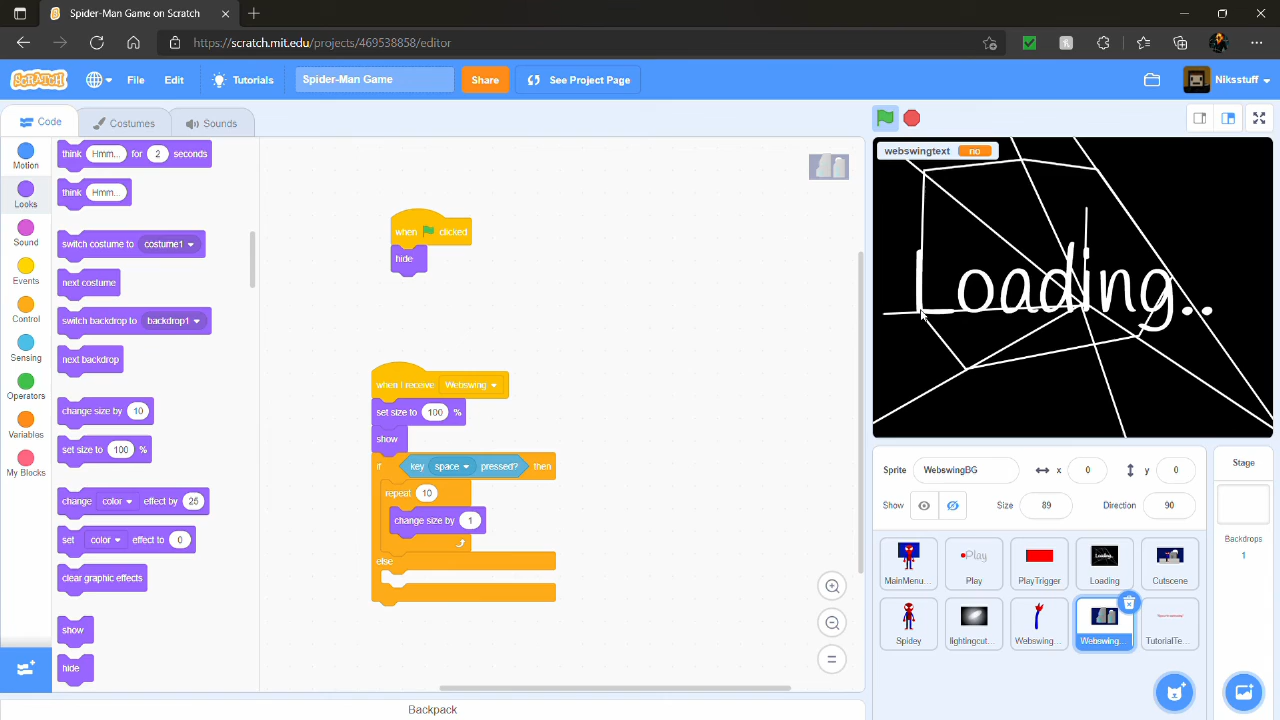 Spider-Man Game on Scratch
https://scratch.mit.edu/projects/469538858/editor
SCRATCH File Edit Tutorials Spider-Man Game Share See Project Page Niksstuff
Code Costumes Sounds
Motion
Looks
Sound
Events
Control
Sensing
Operators
Variables
My Blocks
think Hmm... for 2 seconds
think Hmm...
switch costume to costume1
next costume
switch backdrop to backdrop1
next backdrop
change size by 10
set size to 100 %
change color effect by 25
set color effect to 0
clear graphic effects
show
hide
when clicked
hide
when I receive Webswing
set size to 100 %
show
if key space pressed? then
repeat 10
change size by 1
else
webswingtext no
Loading..
Sprite WebswingBG x 0 y 0
Show Size 89 Direction 90
MainMenu... Play PlayTrigger Loading Cutscene
Spidey lightingcut... Webswing... Webswing... TutorialTe...
Stage
Backdrops
1
Backpack